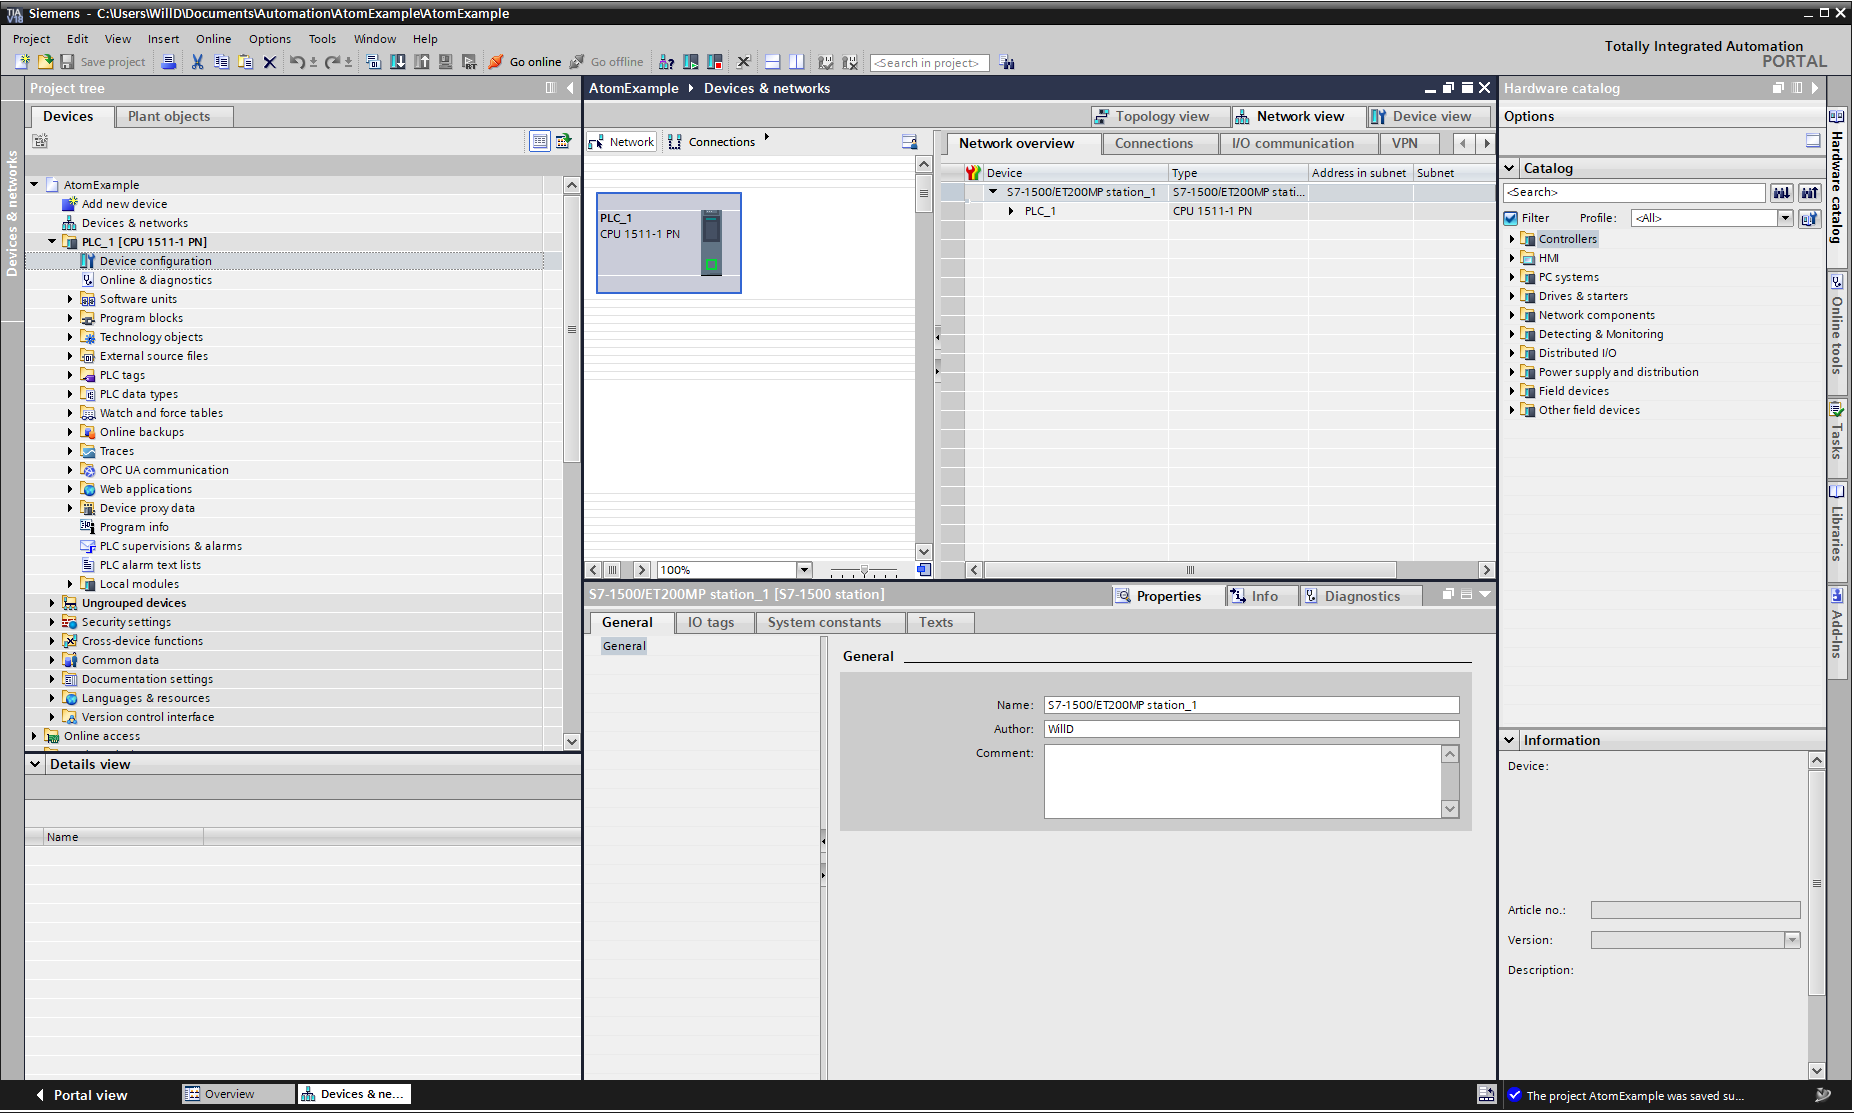 Siemens - C:\Users\WillD\Documents\Automation\AtomExample\AtomExample
Project Edit View Insert Online Options Tools Window Help
Totally Integrated Automation
PORTAL
Save project
Go online
Go offline
<Search in project>
Project tree
Devices
Plant objects
Devices & networks
AtomExample
Add new device
Devices & networks
PLC_1 [CPU 1511-1 PN]
Device configuration
Online & diagnostics
Software units
Program blocks
Technology objects
External source files
PLC tags
PLC data types
Watch and force tables
Online backups
Traces
OPC UA communication
Web applications
Device proxy data
Program info
PLC supervisions & alarms
PLC alarm text lists
Local modules
Ungrouped devices
Security settings
Cross-device functions
Common data
Documentation settings
Languages & resources
Version control interface
Online access
Details view
Name
AtomExample Devices & networks
Topology view
Network view
Device view
Network
Connections
PLC_1
CPU 1511-1 PN
100%
Network overview
Connections
I/O communication
VPN
Device Type Address in subnet Subnet
S7-1500/ET200MP station_1 S7-1500/ET200MP stati...
PLC_1 CPU 1511-1 PN
S7-1500/ET200MP station_1 [S7-1500 station]
Properties
Info
Diagnostics
General
IO tags
System constants
Texts
General
General
Name: S7-1500/ET200MP station_1
Author: WillD
Comment:
Hardware catalog
Options
Catalog
<Search>
Filter Profile: <All>
Controllers
HMI
PC systems
Drives & starters
Network components
Detecting & Monitoring
Distributed I/O
Power supply and distribution
Field devices
Other field devices
Information
Device:
Article no.:
Version:
Description:
Hardware catalog
Online tools
Tasks
Libraries
Add-Ins
Portal view
Overview
Devices & ne...
The project AtomExample was saved su...